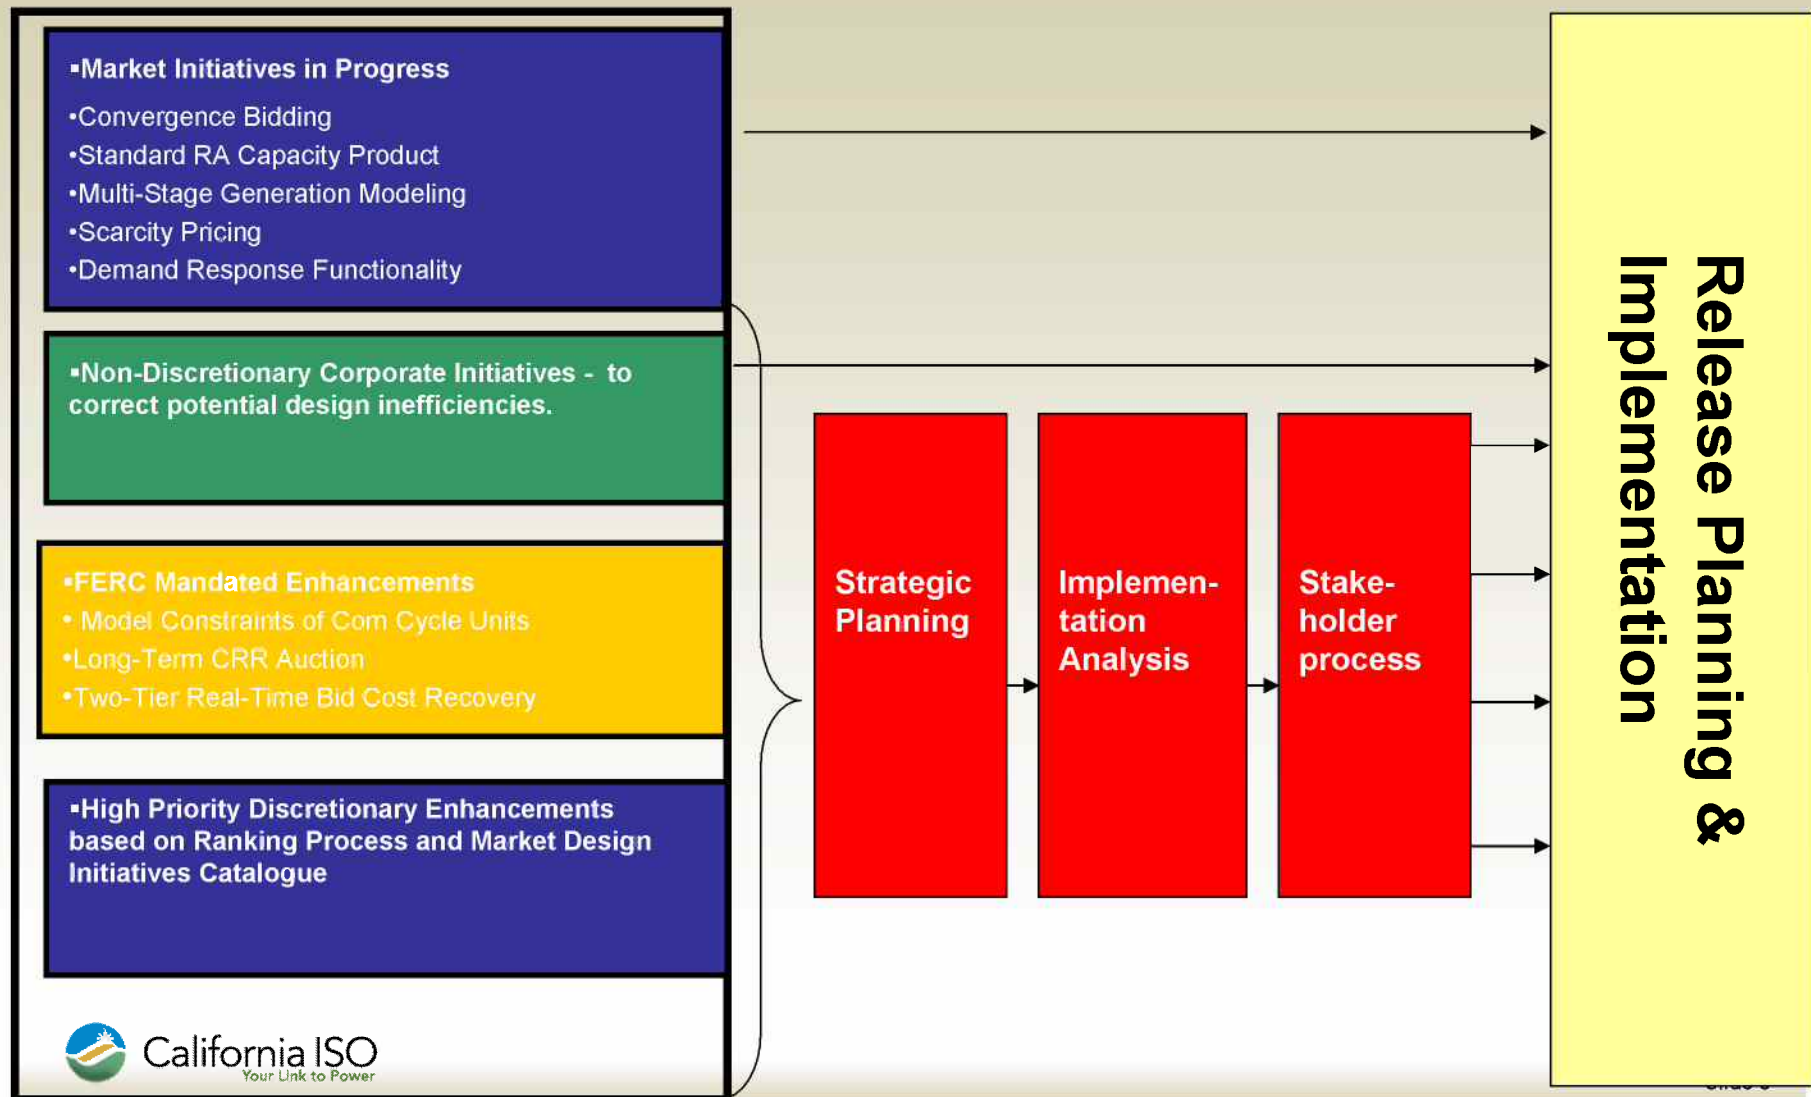 ▪Market Initiatives in Progress
•Convergence Bidding
•Standard RA Capacity Product
•Multi-Stage Generation Modeling
•Scarcity Pricing
•Demand Response Functionality
▪Non-Discretionary Corporate Initiatives - to
correct potential design inefficiencies.
▪FERC Mandated Enhancements
• Model Constraints of Com Cycle Units
•Long-Term CRR Auction
•Two-Tier Real-Time Bid Cost Recovery
▪High Priority Discretionary Enhancements
based on Ranking Process and Market Design
Initiatives Catalogue
Strategic
Planning
Implemen-
tation
Analysis
Stake-
holder
process
Release Planning &
Implementation
California ISO
Your Link to Power